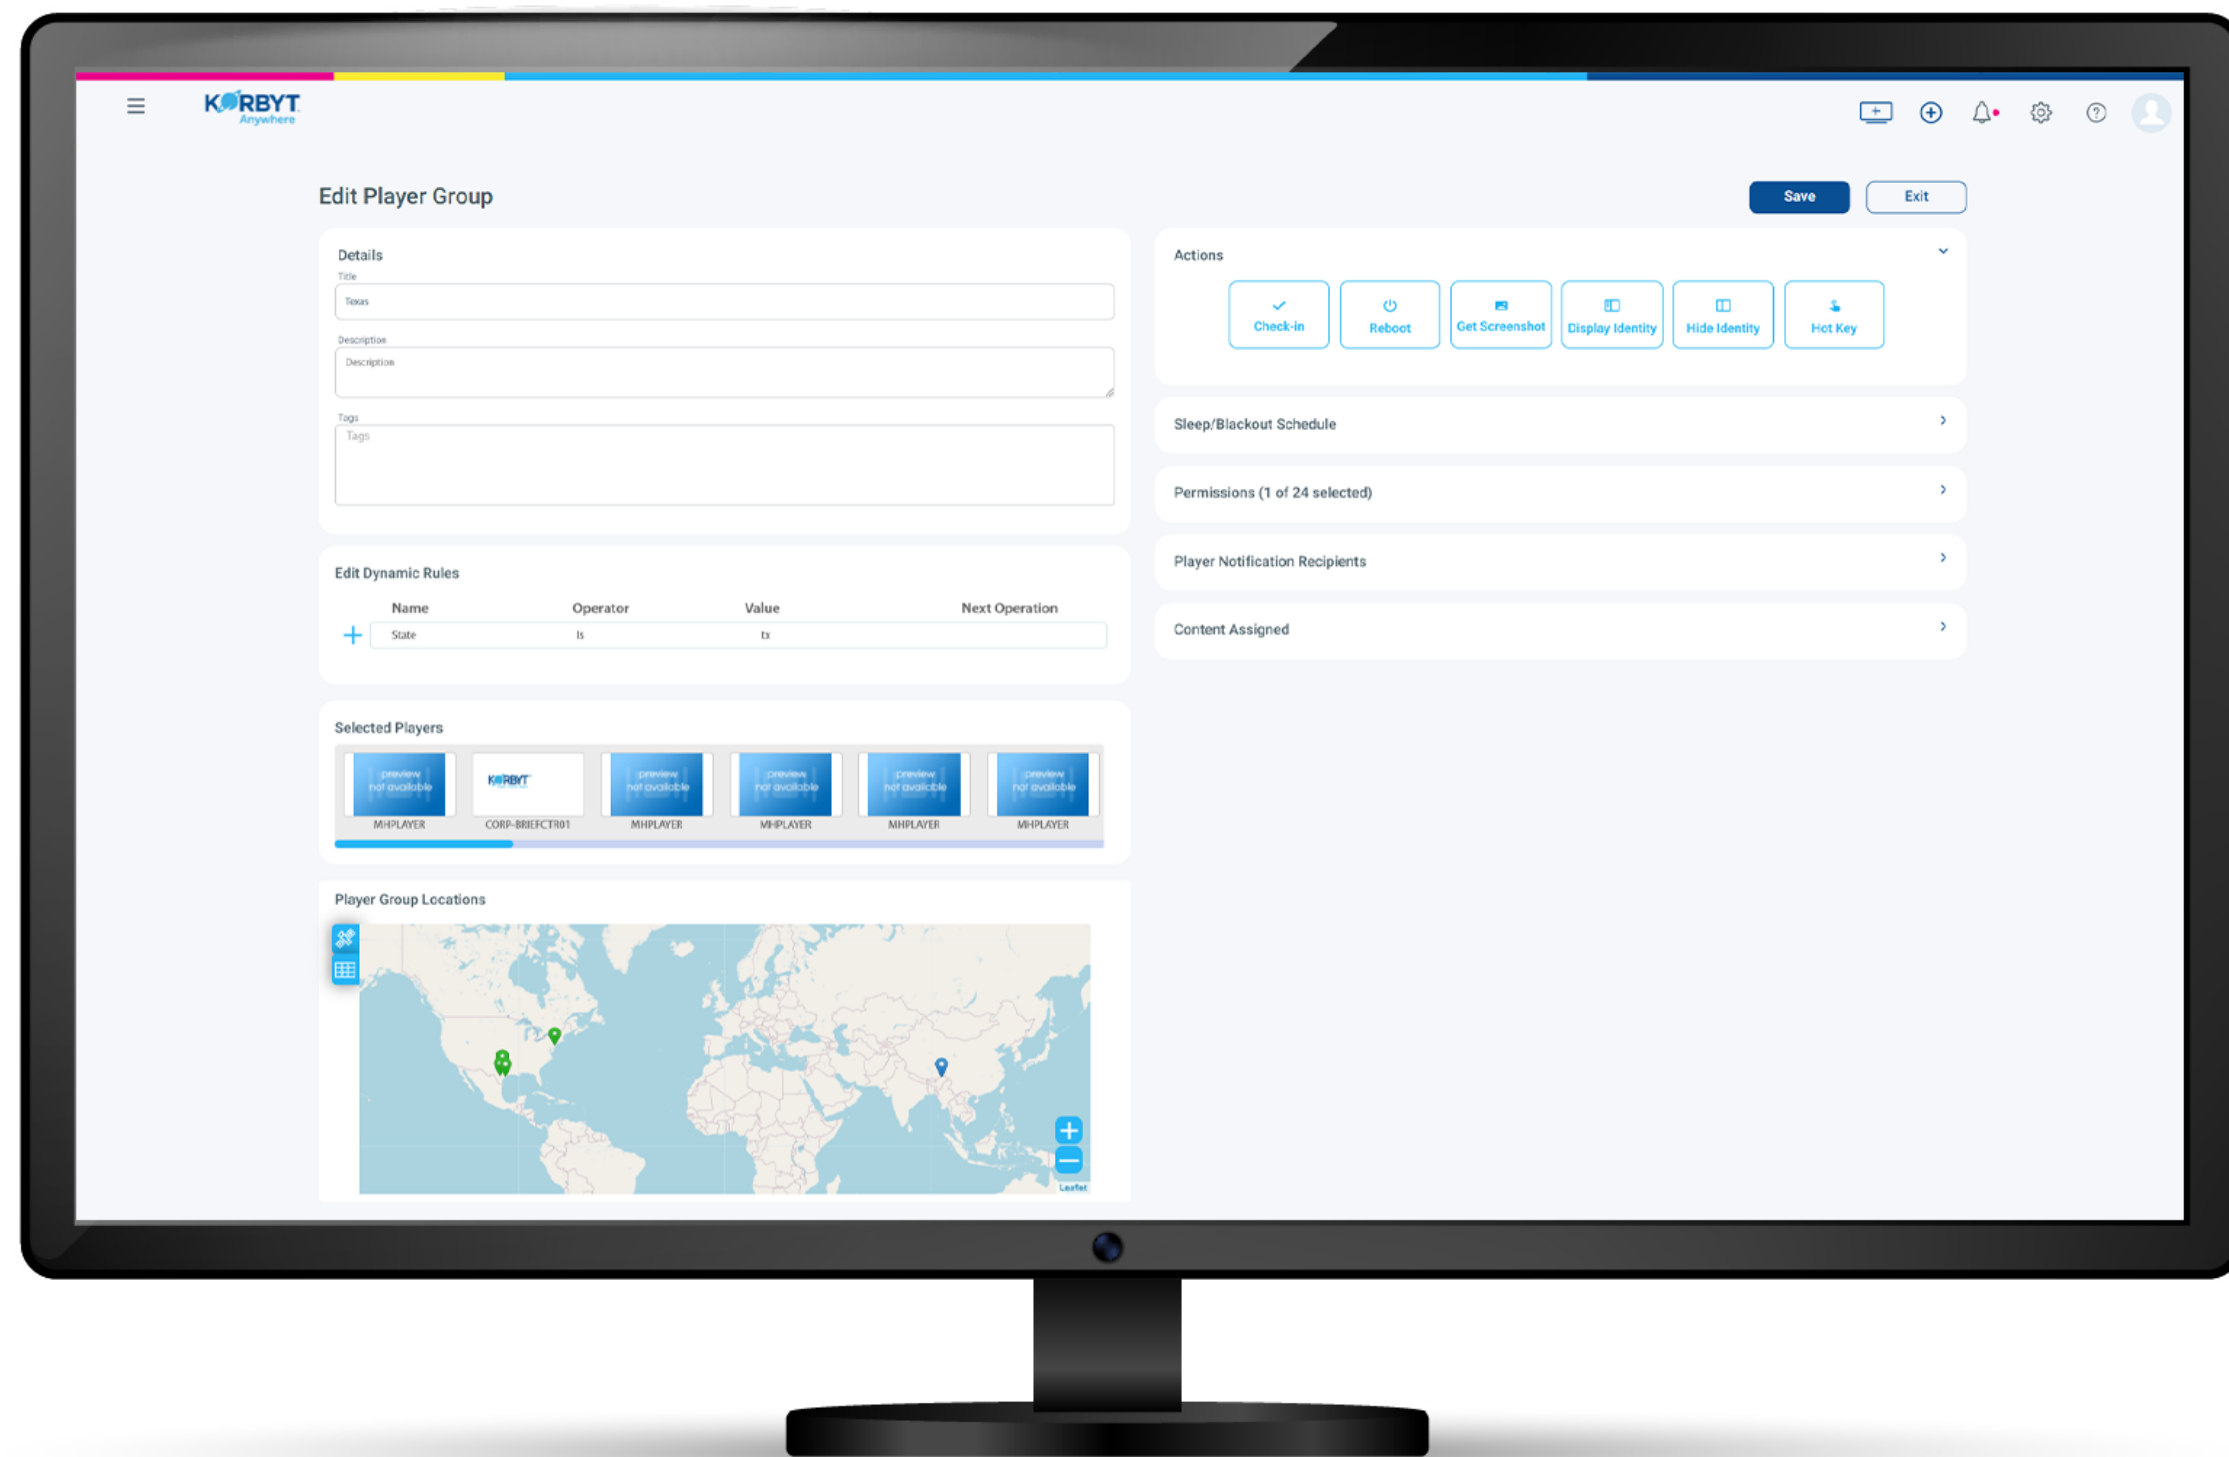 KORBYT
Anywhere
Edit Player Group
Save
Exit
Details
Title
Texas
Description
Description
Tags
Tags
Edit Dynamic Rules
Name Operator Value Next Operation
State Is tx
Selected Players
preview
not available
MHPLAYER
KORBYT
CORP-BRIEFCTR01
preview
not available
MHPLAYER
preview
not available
MHPLAYER
preview
not available
MHPLAYER
preview
not available
MHPLAYER
Player Group Locations
Leaflet
Actions
Check-in
Reboot
Get Screenshot
Display Identity
Hide Identity
Hot Key
Sleep/Blackout Schedule
Permissions (1 of 24 selected)
Player Notification Recipients
Content Assigned